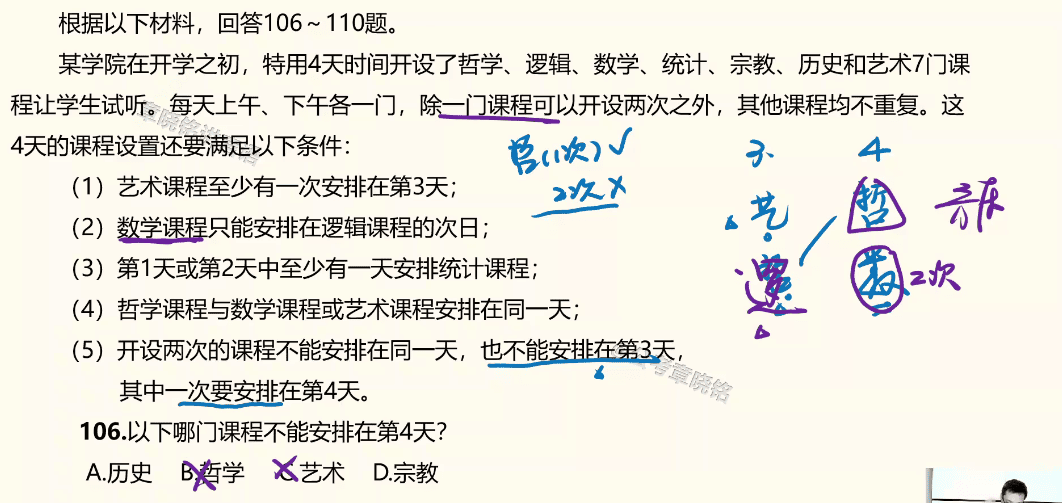 根据以下材料，回答106～110题。
某学院在开学之初，特用4天时间开设了哲学、逻辑、数学、统计、宗教、历史和艺术7门课
程让学生试听。每天上午、下午各一门，除一门课程可以开设两次之外，其他课程均不重复。这
4天的课程设置还要满足以下条件：
（1）艺术课程至少有一次安排在第3天；
（2）数学课程只能安排在逻辑课程的次日；
（3）第1天或第2天中至少有一天安排统计课程；
（4）哲学课程与数学课程或艺术课程安排在同一天；
（5）开设两次的课程不能安排在同一天，也不能安排在第3天，
其中一次要安排在第4天。
106.以下哪门课程不能安排在第4天？
A.历史 B.哲学 C.艺术 D.宗教
哲(1次)√
2次×
3. 4
艺 哲
数 2次
章晓铭